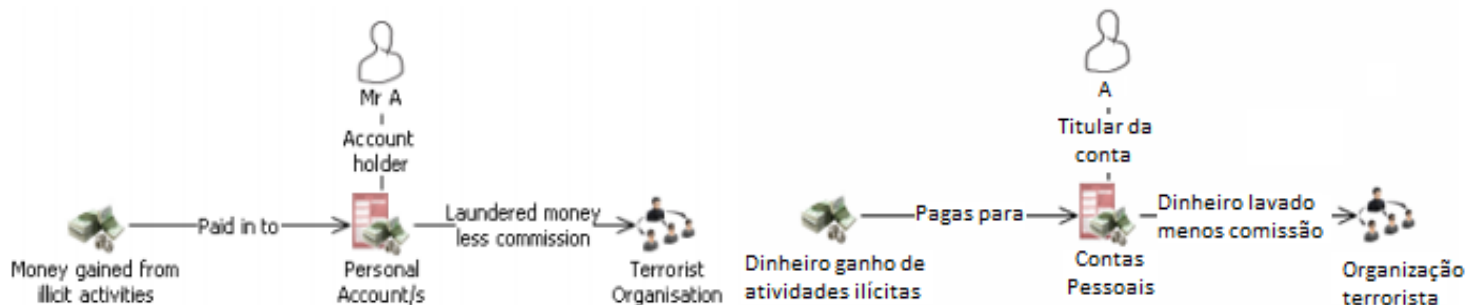 Mr A
Account
holder
Paid in to
Laundered money
less commission
Money gained from
illicit activities
Personal
Account/s
Terrorist
Organisation
A
Titular da
conta
Pagas para
Dinheiro lavado
menos comissão
Dinheiro ganho de
atividades ilícitas
Contas
Pessoais
Organização
terrorista